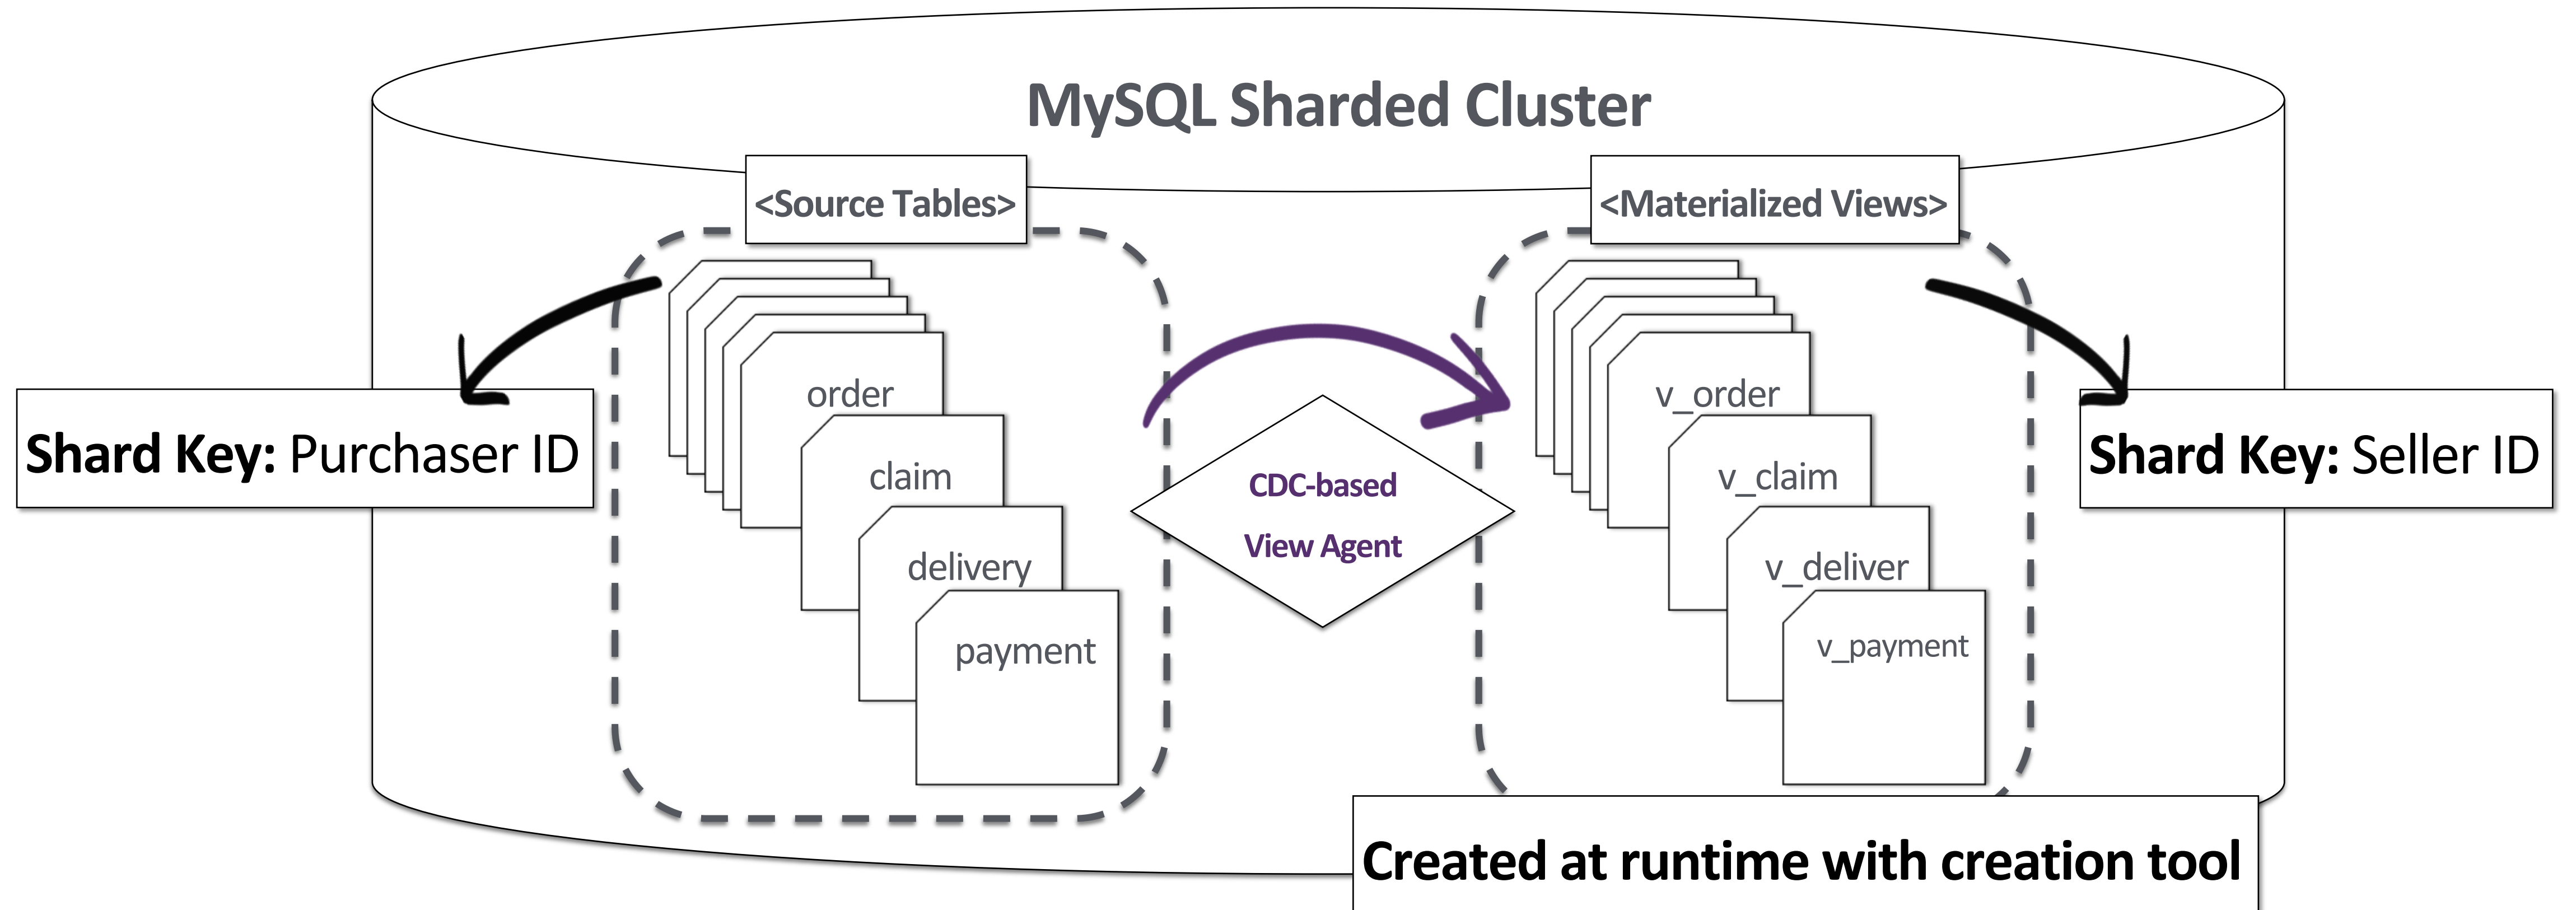 MySQL Sharded Cluster
<Source Tables>
<Materialized Views>
order
claim
delivery
payment
Shard Key: Purchaser ID
CDC-based
View Agent
v_order
v_claim
v_deliver
v_payment
Shard Key: Seller ID
Created at runtime with creation tool